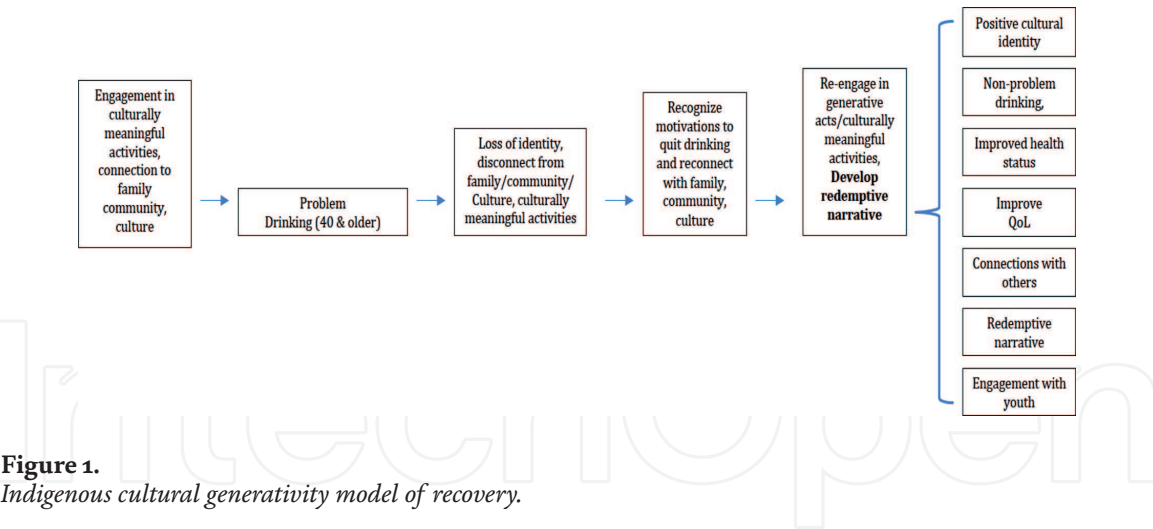 Engagement in
culturally
meaningful
activities,
connection to
family
community,
culture
Problem
Drinking (40 & older)
Loss of identity,
disconnect from
family/community/
Culture, culturally
meaningful activities
Recognize
motivations to
quit drinking
and reconnect
with family,
community,
culture
Re-engage in
generative
acts/culturally
meaningful
activities,
Develop
redemptive
narrative
Positive cultural
identity
Non-problem
drinking,
Improved health
status
Improve
QoL
Connections with
others
Redemptive
narrative
Engagement with
youth
IntechOpen
Figure 1.
Indigenous cultural generativity model of recovery.